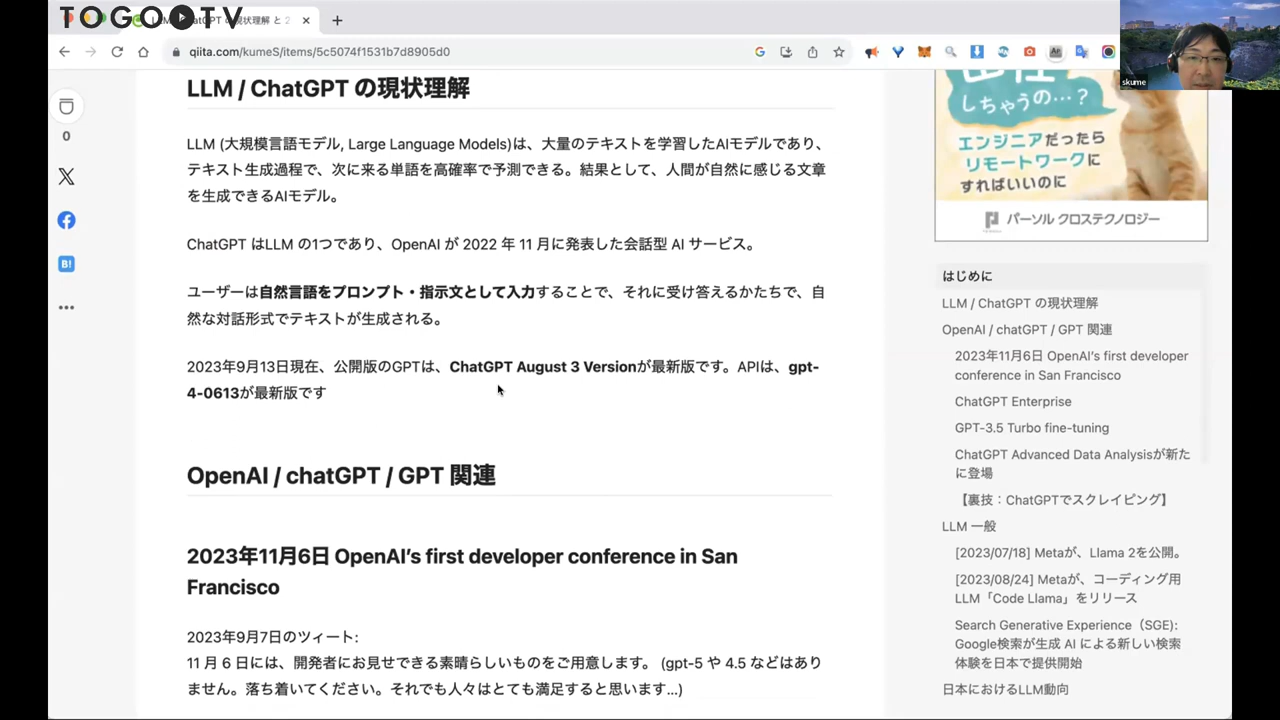 TOGO TV
qiita.com/kumeS/items/5c5074f1531b7d8905d0
skume
LLM / ChatGPT の現状理解
LLM (大規模言語モデル, Large Language Models)は、大量のテキストを学習したAIモデルであり、
テキスト生成過程で、次に来る単語を高確率で予測できる。結果として、人間が自然に感じる文章
を生成できるAIモデル。
ChatGPT はLLM の1つであり、OpenAI が 2022 年 11 月に発表した会話型 AI サービス。
ユーザーは自然言語をプロンプト・指示文として入力することで、それに受け答えるかたちで、自
然な対話形式でテキストが生成される。
2023年9月13日現在、公開版のGPTは、ChatGPT August 3 Versionが最新版です。APIは、gpt-
4-0613が最新版です
OpenAI / chatGPT / GPT 関連
2023年11月6日 OpenAI’s first developer conference in San
Francisco
2023年9月7日のツィート:
11 月 6 日には、開発者にお見せできる素晴らしいものをご用意します。 (gpt-5 や 4.5 などはあり
ません。落ち着いてください。それでも人々はとても満足すると思います...)
0
B!
しちゃうの…?
エンジニアだったら
リモートワークに
すればいいのに
パーソル クロステクノロジー
はじめに
LLM / ChatGPT の現状理解
OpenAI / chatGPT / GPT 関連
2023年11月6日 OpenAI’s first developer
conference in San Francisco
ChatGPT Enterprise
GPT-3.5 Turbo fine-tuning
ChatGPT Advanced Data Analysisが新た
に登場
【裏技：ChatGPTでスクレイピング】
LLM 一般
[2023/07/18] Metaが、Llama 2を公開。
[2023/08/24] Metaが、コーディング用
LLM「Code Llama」をリリース
Search Generative Experience（SGE):
Google検索が生成 AI による新しい検索
体験を日本で提供開始
日本におけるLLM動向